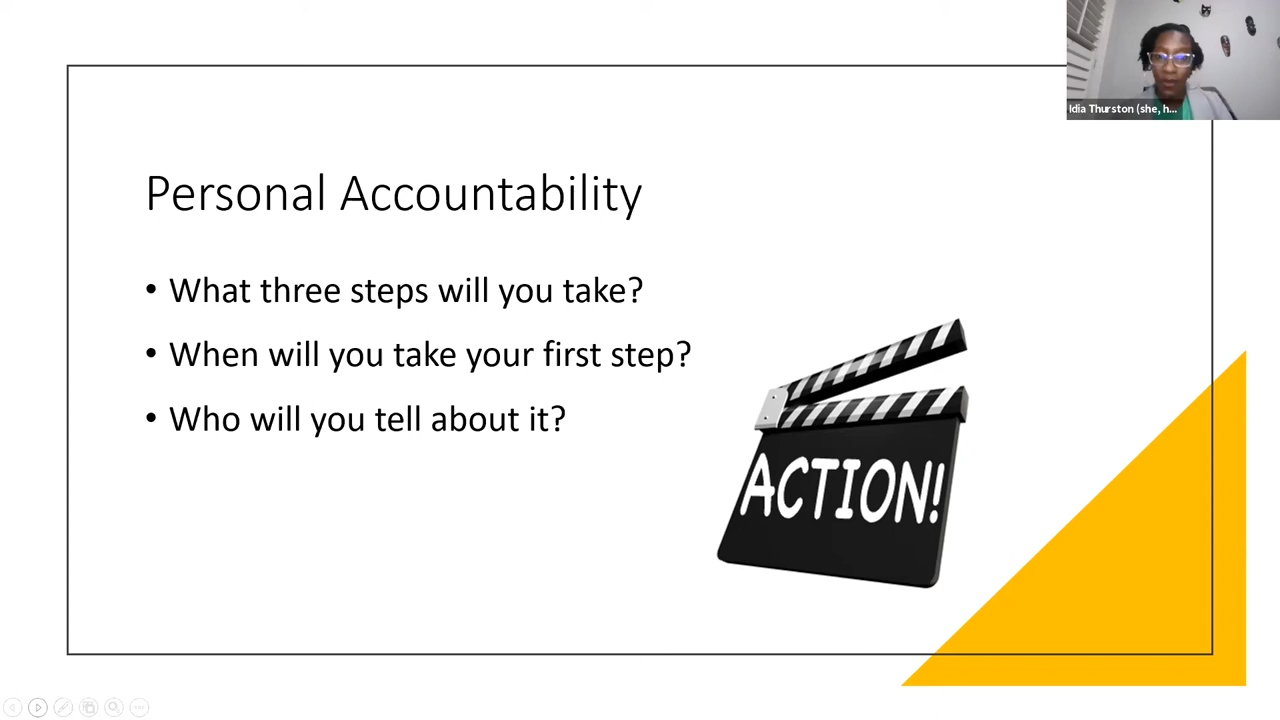 Idia Thurston (she, h...
Personal Accountability
• What three steps will you take?
• When will you take your first step?
• Who will you tell about it?
ACTION!